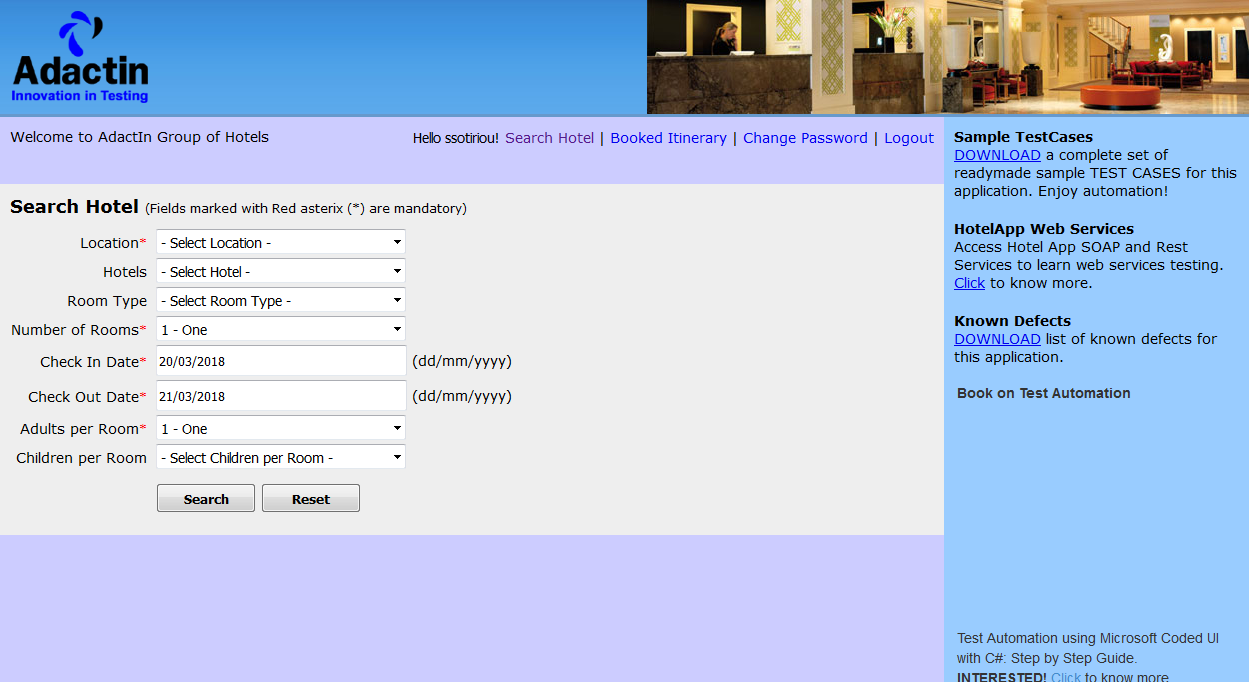 Adactin
Innovation in Testing
Welcome to AdactIn Group of Hotels
Hello ssotiriou! Search Hotel | Booked Itinerary | Change Password | Logout
Search Hotel (Fields marked with Red asterix (*) are mandatory)
Location* - Select Location -
Hotels - Select Hotel -
Room Type - Select Room Type -
Number of Rooms* 1 - One
Check In Date* 20/03/2018 (dd/mm/yyyy)
Check Out Date* 21/03/2018 (dd/mm/yyyy)
Adults per Room* 1 - One
Children per Room - Select Children per Room -
Search Reset
Sample TestCases
DOWNLOAD a complete set of
readymade sample TEST CASES for this
application. Enjoy automation!
HotelApp Web Services
Access Hotel App SOAP and Rest
Services to learn web services testing.
Click to know more.
Known Defects
DOWNLOAD list of known defects for
this application.
Book on Test Automation
Test Automation using Microsoft Coded UI
with C#: Step by Step Guide.
INTERESTED! Click to know more